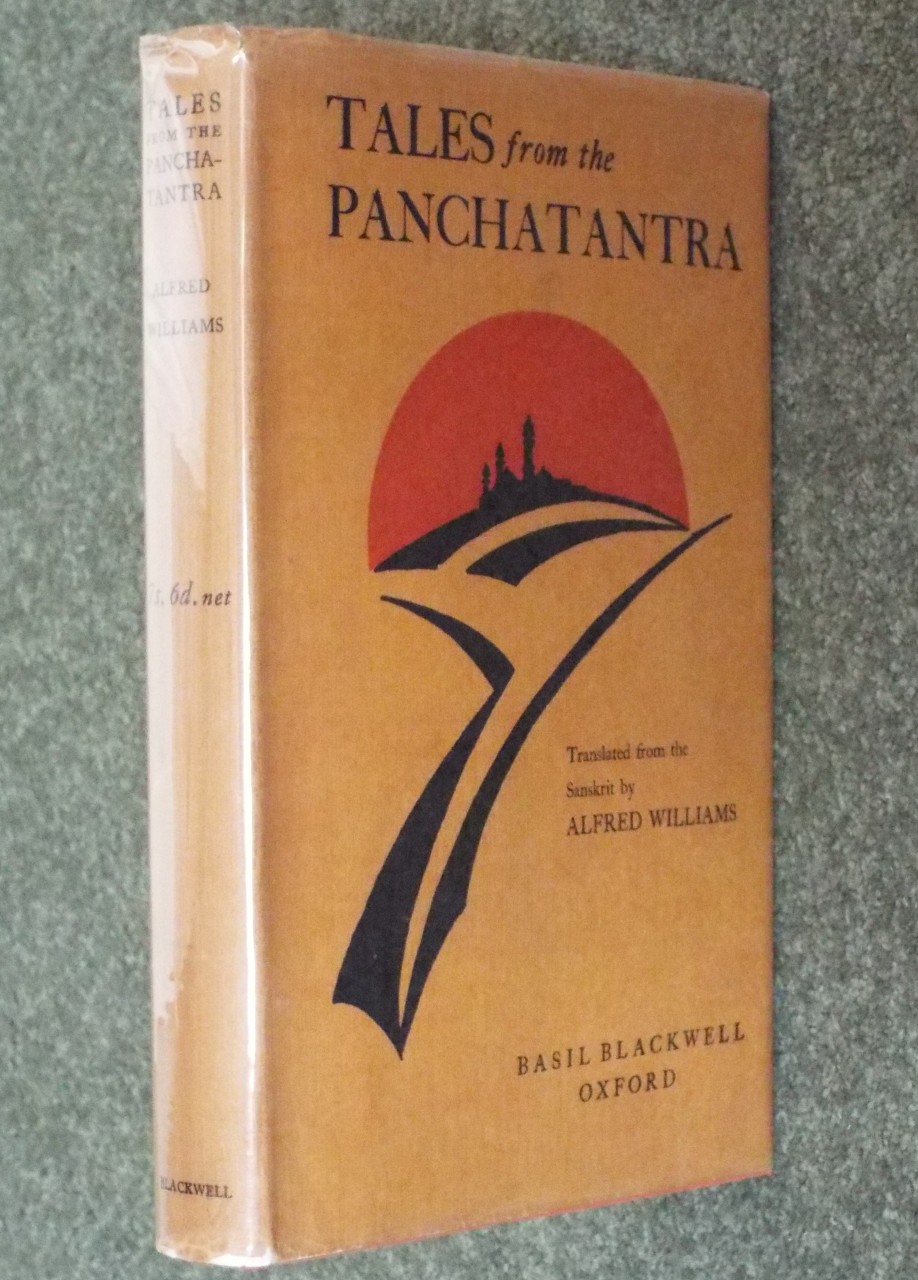 TALES from the
PANCHATANTRA
Translated from the
Sanskrit by
ALFRED WILLIAMS
BASIL BLACKWELL
OXFORD
TALES
FROM THE
PANCHA-
TANTRA
ALFRED
WILLIAMS
6d. net
BLACKWELL